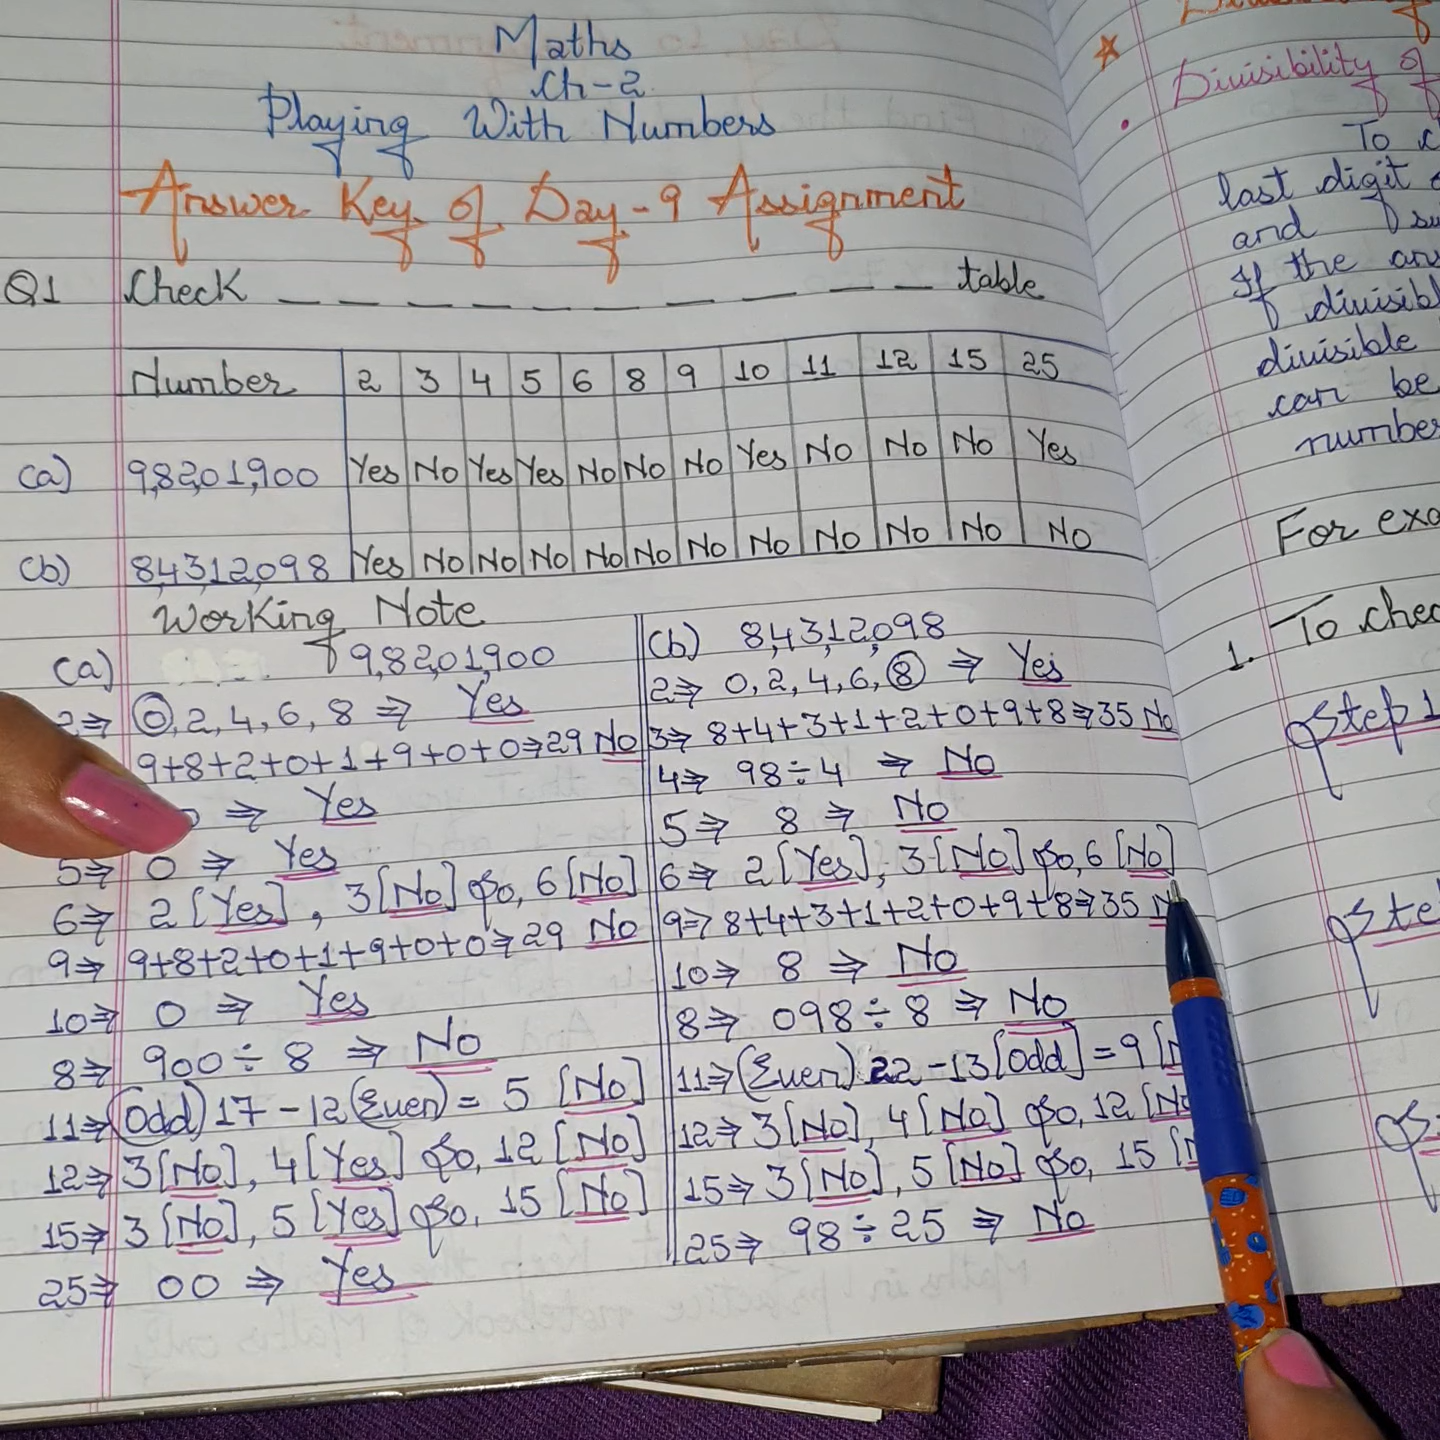 Maths
Ch-2
Playing With Numbers
Answer Key of Day-9 Assignment
Q1 Check _ _ _ _ _ _ _ _ _ _ _ _ table
Number 2 3 4 5 6 8 9 10 11 12 15 25
(a) 9,82,01,900 Yes No Yes Yes No No No Yes No No No Yes
(b) 8,43,12,098 Yes No No No No No No No No No No No
Working Note
(a) 9,82,01,900
2⇒ 0, 2, 4, 6, 8 ⇒ Yes
9+8+2+0+1+9+0+0⇒29 No
0 ⇒ Yes
5⇒ 0 ⇒ Yes
6⇒ 2 [Yes], 3[No] So, 6[No]
9⇒ 9+8+2+0+1+9+0+0⇒29 No
10⇒ 0 ⇒ Yes
8⇒ 900÷8 ⇒ No
11⇒(Odd) 17-12(Even)= 5 [No]
12⇒ 3[No], 4[Yes] So, 12[No]
15⇒ 3[No], 5[Yes] So, 15[No]
25⇒ 00 ⇒ Yes
(b) 8,43,12,098
2⇒ 0, 2, 4, 6, 8 ⇒ Yes
3⇒ 8+4+3+1+2+0+9+8⇒35 No
4⇒ 98÷4 ⇒ No
5⇒ 8 ⇒ No
6⇒ 2[Yes], 3[No] So, 6[No]
9⇒ 8+4+3+1+2+0+9+8⇒35
10⇒ 8 ⇒ No
8⇒ 098÷8 ⇒ No
11⇒(Even) 22-13[Odd]=9
12⇒ 3[No], 4[No] So, 12[No
15⇒ 3[No], 5[No] So, 15
25⇒ 98÷25 ⇒ No
Divisibility of
To
last digit
and
If the
divisible
can be
number
For
1. To
Step 1